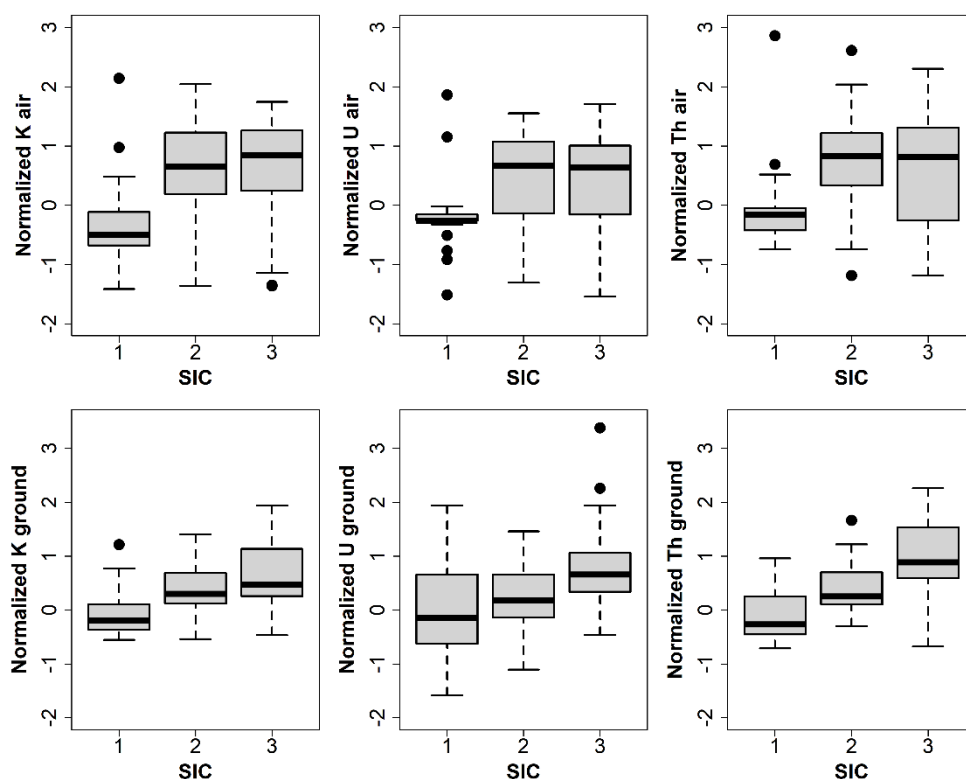 Normalized K air
3
2
1
0
-1
-2
1 2 3
SIC
Normalized U air
3
2
1
0
-1
-2
1 2 3
SIC
Normalized Th air
3
2
1
0
-1
-2
1 2 3
SIC
Normalized K ground
3
2
1
0
-1
-2
1 2 3
SIC
Normalized U ground
3
2
1
0
-1
-2
1 2 3
SIC
Normalized Th ground
3
2
1
0
-1
-2
1 2 3
SIC